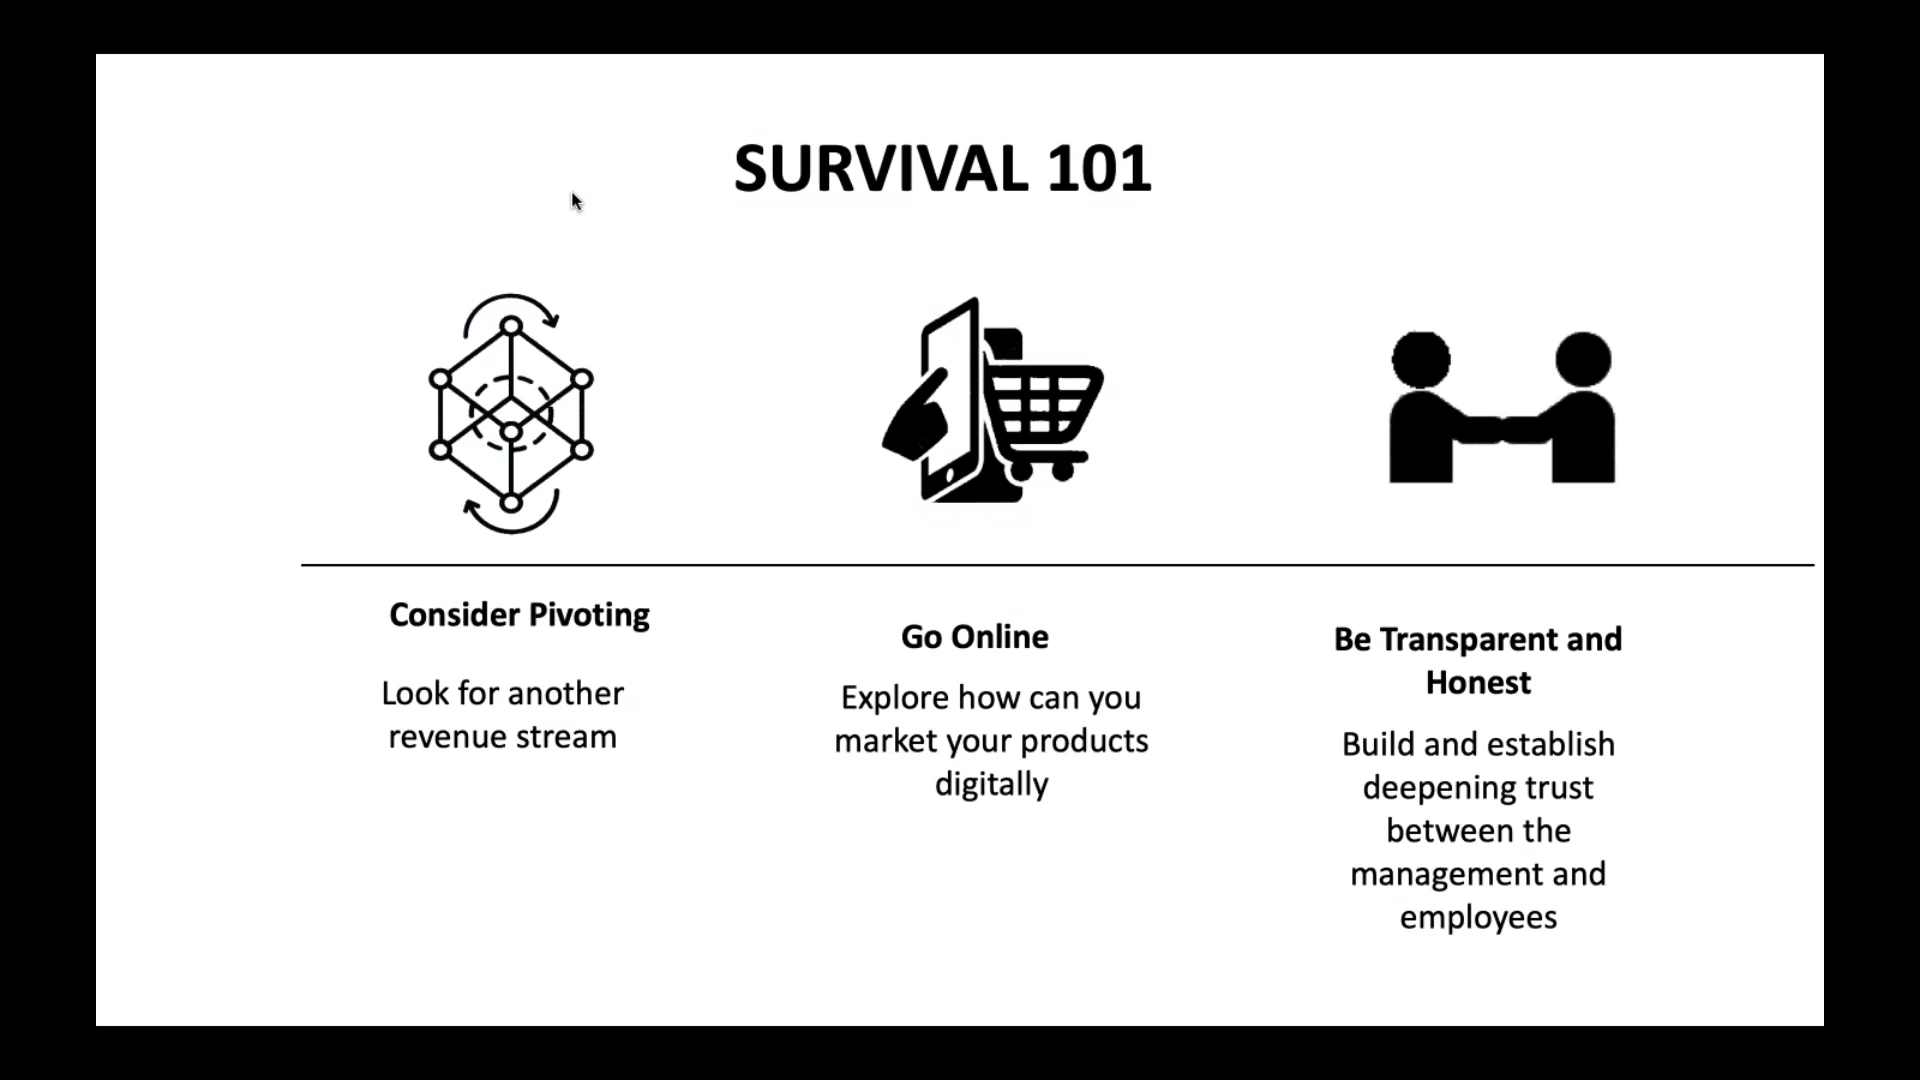 SURVIVAL 101
Consider Pivoting
Look for another
revenue stream
Go Online
Explore how can you
market your products
digitally
Be Transparent and
Honest
Build and establish
deepening trust
between the
management and
employees